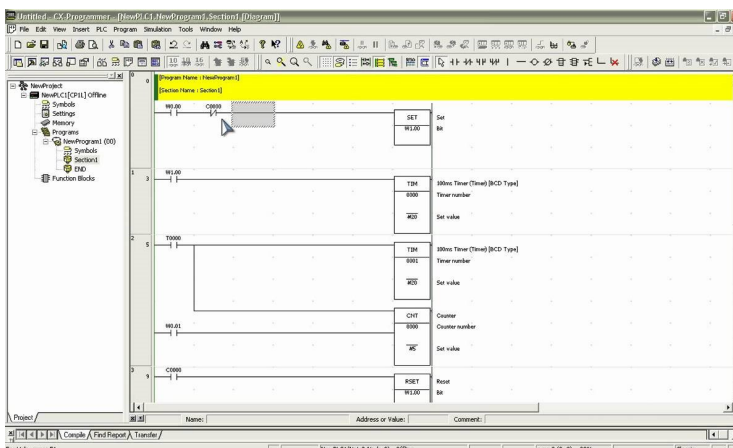 Untitled - CX-Programmer - [NewPLC1.NewProgram1.Section1 [Diagram]]
File Edit View Insert PLC Program Simulation Tools Window Help
NewProject
NewPLC1[CP1L] Offline
Symbols
Settings
Memory
Programs
NewProgram1 (00)
Symbols
Section1
END
Function Blocks
Project
0
0
[Program Name : NewProgram1]
[Section Name : Section1]
W0.00
C0000
SET
Set
W1.00
Bit
1
3
W1.00
TIM
100ms Timer (Timer) [BCD Type]
0000
Timer number
#20
Set value
2
5
T0000
TIM
100ms Timer (Timer) [BCD Type]
0001
Timer number
#20
Set value
CNT
Counter
W0.01
0000
Counter number
#5
Set value
3
9
C0000
RSET
Reset
W1.00
Bit
Name:
Address or Value:
Comment:
Compile
Find Report
Transfer